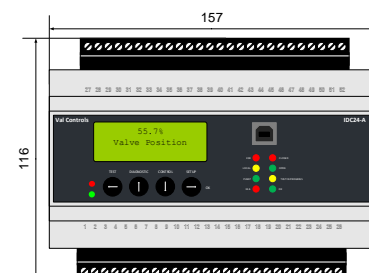 157
116
27 28 29 30 31 32 33 34 35 36 37 38 39 40 41 42 43 44 45 46 47 48 49 50 51 52
Val Controls IDC24-A
55.7%
Valve Position
TEST DIAGNOSTIC CONTROL SETUP
OK
1 2 3 4 5 6 7 8 9 10 11 12 13 14 15 16 17 18 19 20 21 22 23 24 25 26